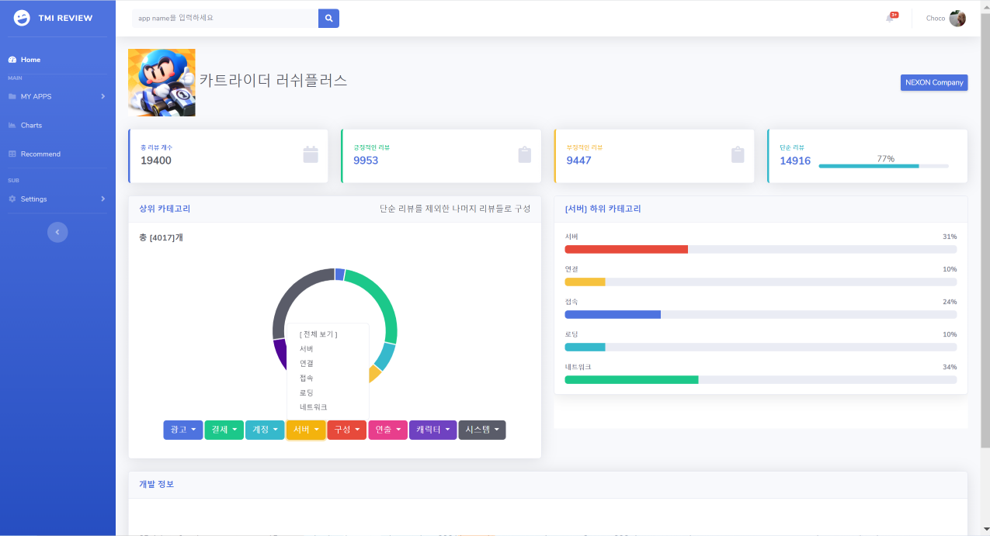 TMI REVIEW
app name을 입력하세요
Choco
Home
MAIN
MY APPS
Charts
Recommend
SUB
Settings
카트라이더 러쉬플러스
NEXON Company
총 리뷰 개수
19400
긍정적인 리뷰
9953
부정적인 리뷰
9447
단순 리뷰
14916
77%
상위 카테고리
단순 리뷰를 제외한 나머지 리뷰들로 구성
총 [4017]개
[ 전체 보기 ]
서버
연결
접속
로딩
네트워크
광고
결제
계정
서버
구성
연출
캐릭터
시스템
[서버] 하위 카테고리
서버 31%
연결 10%
접속 24%
로딩 10%
네트워크 34%
개발 정보